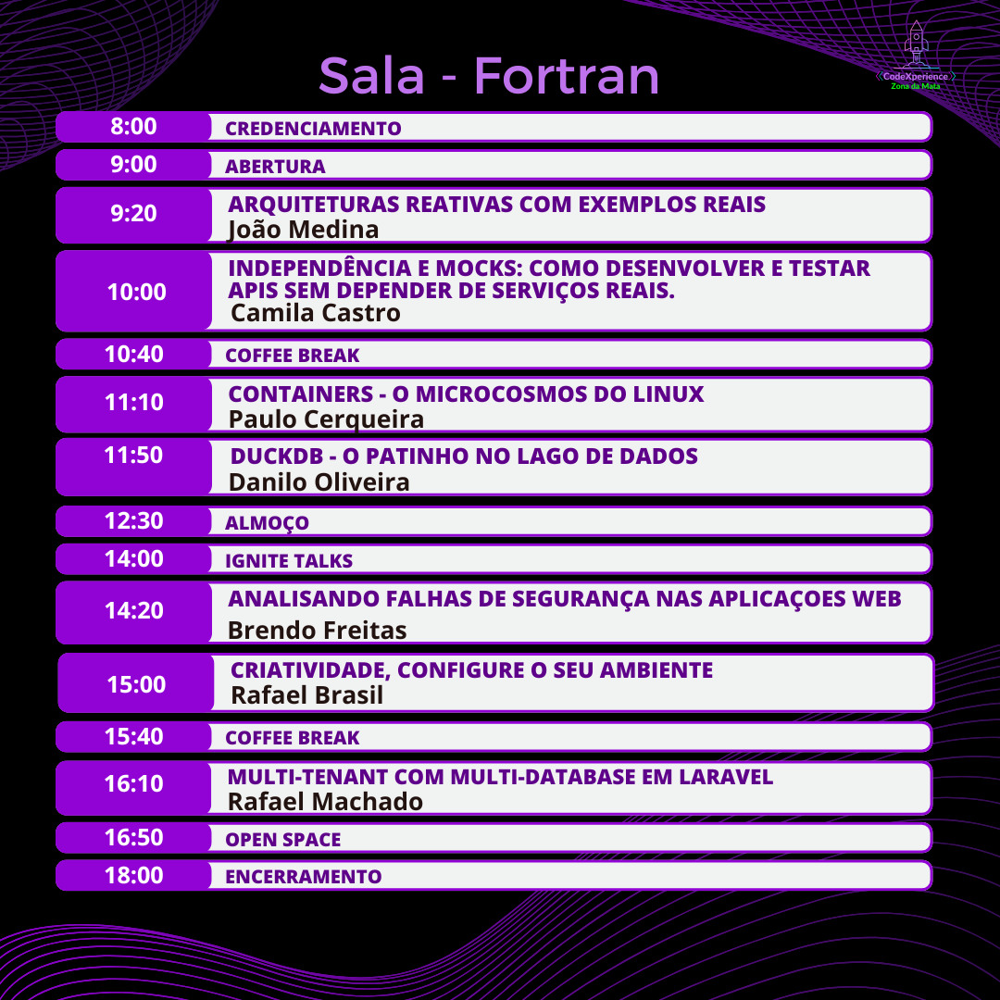 Sala - Fortran
CodeXperience
Zona da Mata
8:00 CREDENCIAMENTO
9:00 ABERTURA
9:20 ARQUITETURAS REATIVAS COM EXEMPLOS REAIS
João Medina
10:00 INDEPENDÊNCIA E MOCKS: COMO DESENVOLVER E TESTAR
APIS SEM DEPENDER DE SERVIÇOS REAIS.
Camila Castro
10:40 COFFEE BREAK
11:10 CONTAINERS - O MICROCOSMOS DO LINUX
Paulo Cerqueira
11:50 DUCKDB - O PATINHO NO LAGO DE DADOS
Danilo Oliveira
12:30 ALMOÇO
14:00 IGNITE TALKS
14:20 ANALISANDO FALHAS DE SEGURANÇA NAS APLICAÇOES WEB
Brendo Freitas
15:00 CRIATIVIDADE, CONFIGURE O SEU AMBIENTE
Rafael Brasil
15:40 COFFEE BREAK
16:10 MULTI-TENANT COM MULTI-DATABASE EM LARAVEL
Rafael Machado
16:50 OPEN SPACE
18:00 ENCERRAMENTO